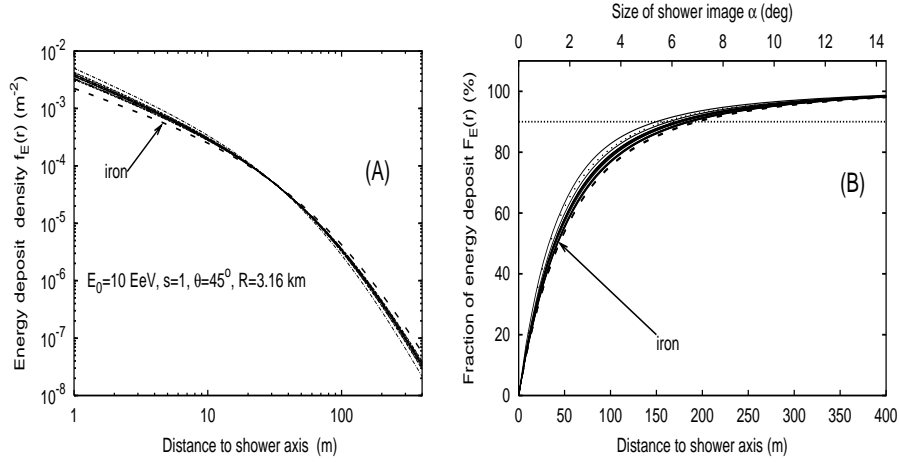 Energy deposit density f_E(r) (m^-2)
10^-2
10^-3
10^-4
10^-5
10^-6
10^-7
10^-8
iron
(A)
E_0=10 EeV, s=1, θ=45°, R=3.16 km
1 10 100
Distance to shower axis (m)
Size of shower image α (deg)
0 2 4 6 8 10 12 14
Fraction of energy deposit F_E(r) (%)
100
80
60
40
20
0
(B)
iron
0 50 100 150 200 250 300 350 400
Distance to shower axis (m)